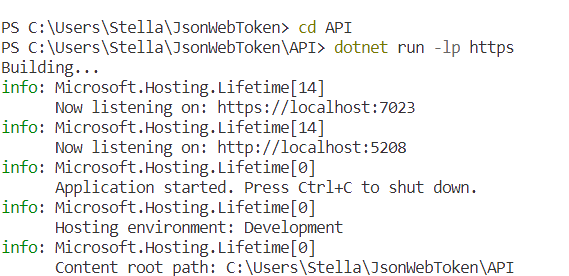 PS C:\Users\Stella\JsonWebToken> cd API
PS C:\Users\Stella\JsonWebToken\API> dotnet run -lp https
Building...
info: Microsoft.Hosting.Lifetime[14]
      Now listening on: https://localhost:7023
info: Microsoft.Hosting.Lifetime[14]
      Now listening on: http://localhost:5208
info: Microsoft.Hosting.Lifetime[0]
      Application started. Press Ctrl+C to shut down.
info: Microsoft.Hosting.Lifetime[0]
      Hosting environment: Development
info: Microsoft.Hosting.Lifetime[0]
      Content root path: C:\Users\Stella\JsonWebToken\API